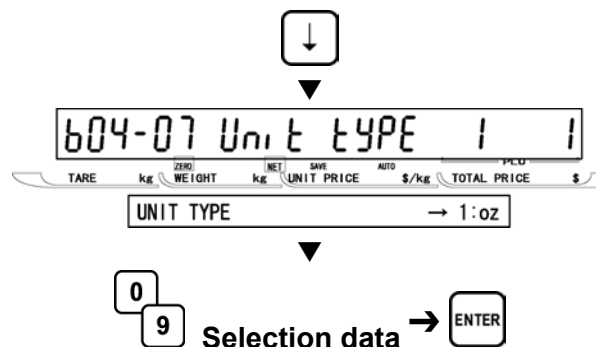 ↓
▼
b04-07 Unit tYPE 1 1
ZERO NET SAVE AUTO PLU
TARE kg WEIGHT kg UNIT PRICE $/kg TOTAL PRICE $
UNIT TYPE → 1:oz
▼
0
9 Selection data → ENTER